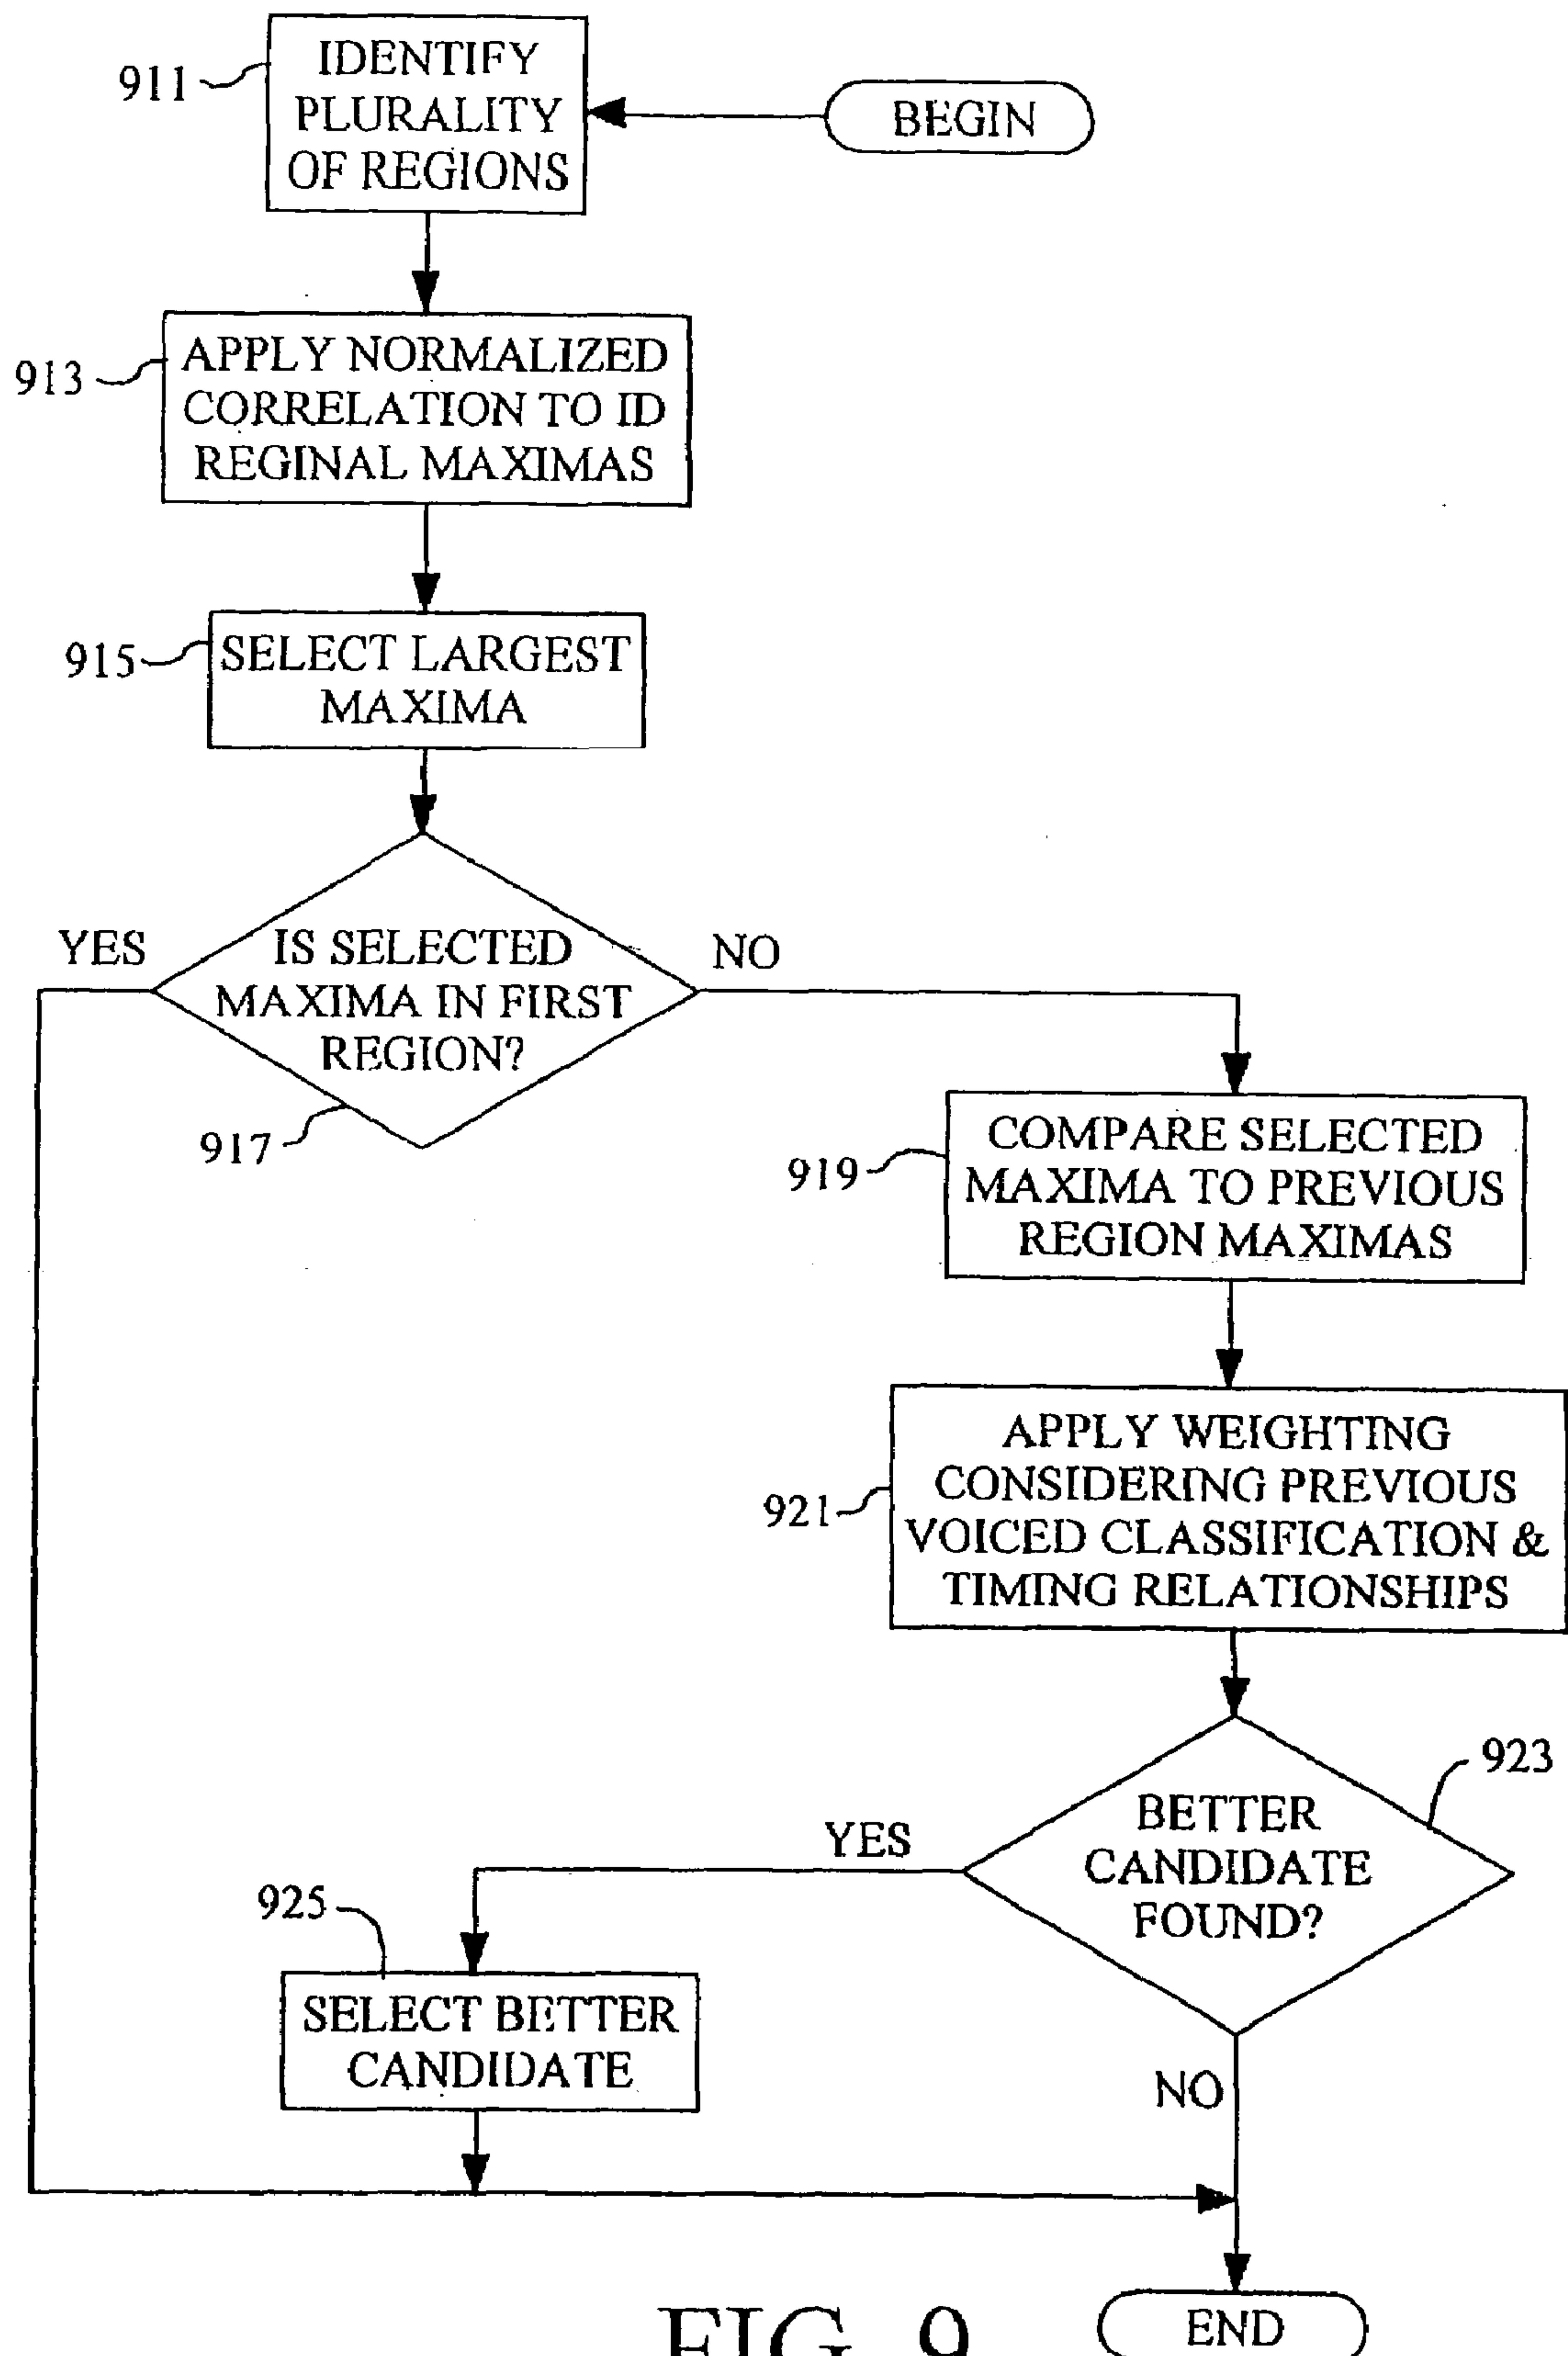 911
IDENTIFY
PLURALITY
OF REGIONS
BEGIN
913
APPLY NORMALIZED
CORRELATION TO ID
REGINAL MAXIMAS
915
SELECT LARGEST
MAXIMA
YES
IS SELECTED
MAXIMA IN FIRST
REGION?
NO
917
919
COMPARE SELECTED
MAXIMA TO PREVIOUS
REGION MAXIMAS
921
APPLY WEIGHTING
CONSIDERING PREVIOUS
VOICED CLASSIFICATION &
TIMING RELATIONSHIPS
923
BETTER
CANDIDATE
FOUND?
YES
925
SELECT BETTER
CANDIDATE
NO
END
FIG. 9